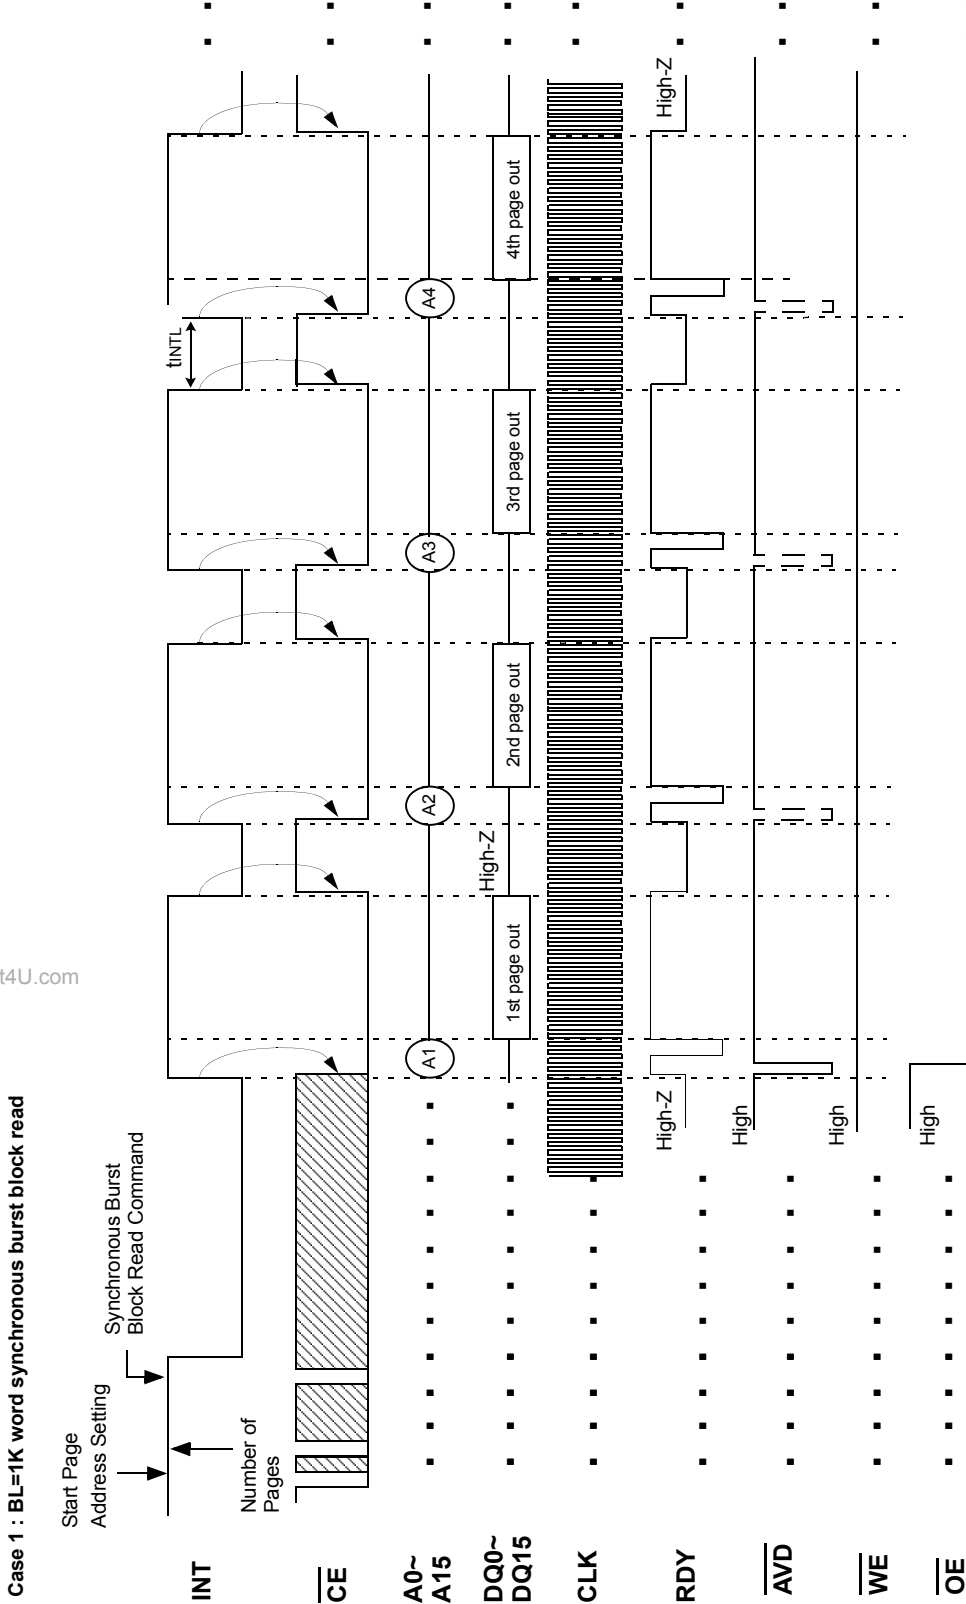 Case 1 : BL=1K word synchronous burst block read
Start Page
Address Setting
Synchronous Burst
Block Read Command
Number of
Pages
INT
tINTL
CE
A0~
A15
A1
A2
A3
A4
DQ0~
DQ15
1st page out
High-Z
2nd page out
3rd page out
4th page out
CLK
RDY
High-Z
High-Z
AVD
High
WE
High
OE
High
t4U.com